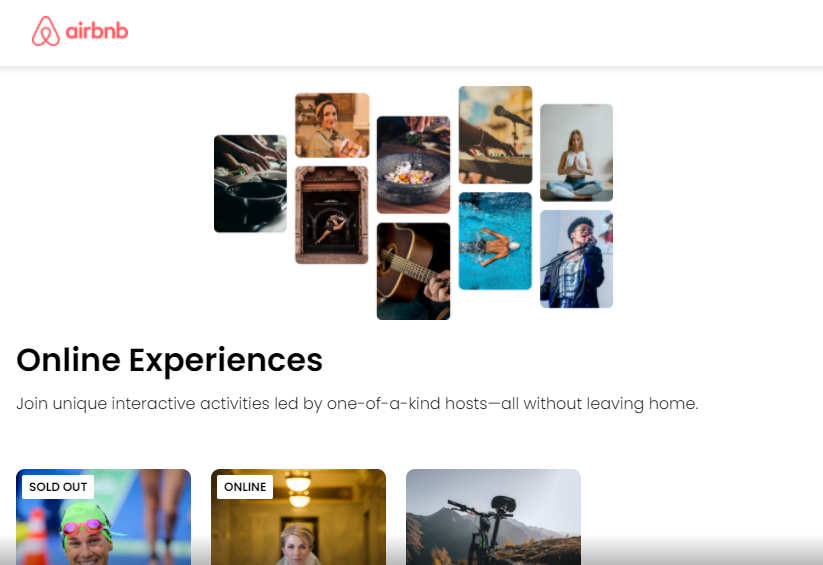 airbnb
Online Experiences
Join unique interactive activities led by one-of-a-kind hosts—all without leaving home.
SOLD OUT
ONLINE